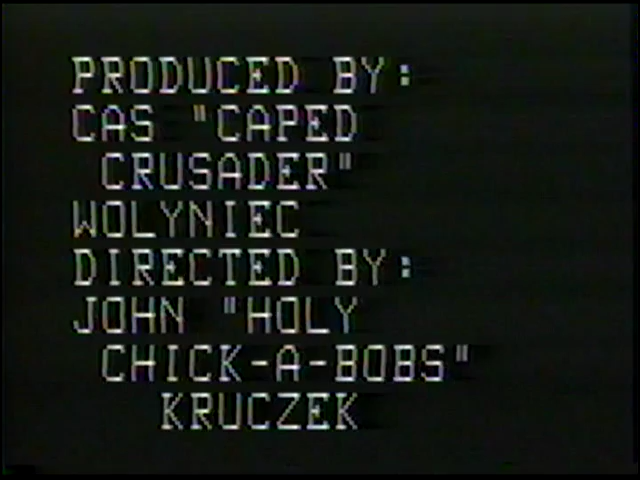 PRODUCED BY:
CAS "CAPED
CRUSADER"
WOLYNIEC
DIRECTED BY:
JOHN "HOLY
CHICK-A-BOBS"
KRUCZEK